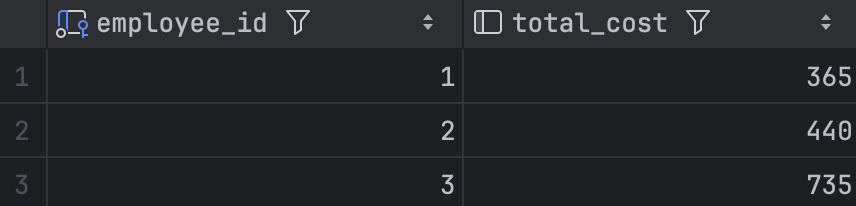 employee_id total_cost
1 1 365
2 2 440
3 3 735